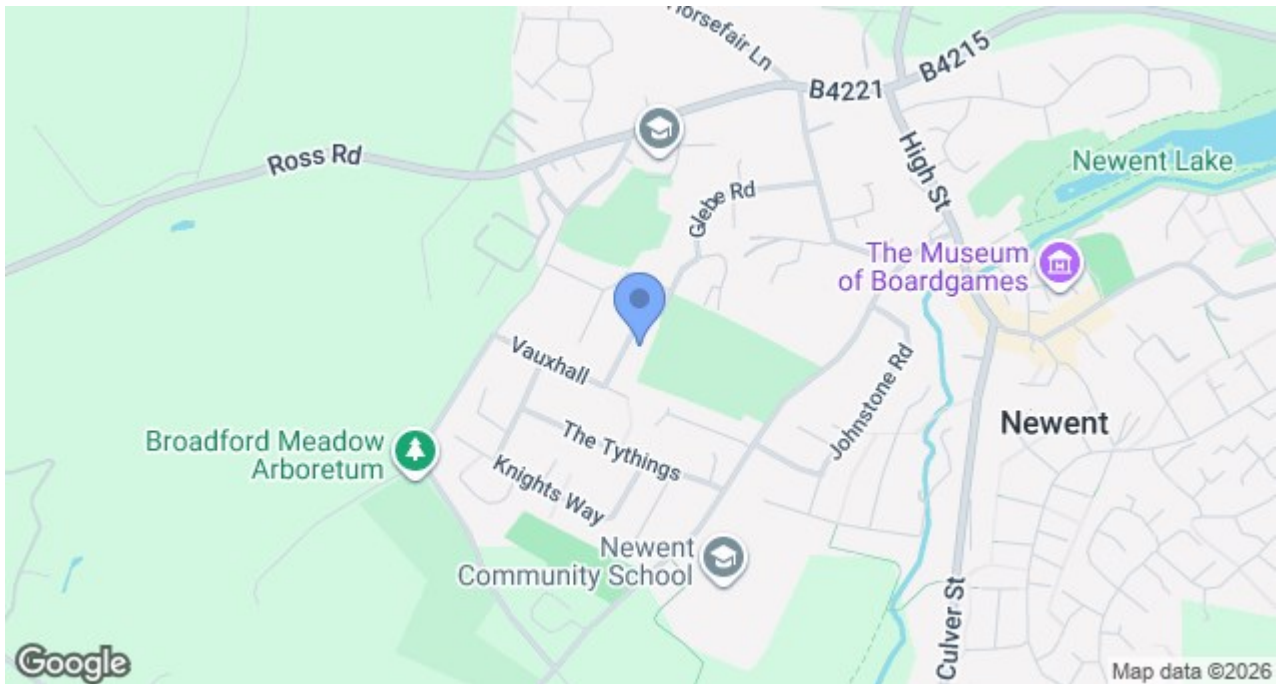 Horsefair Ln
B4215
B4221
Ross Rd
High St
Newent Lake
Glebe Rd
The Museum
of Boardgames
Vauxhall
Johnstone Rd
Newent
Broadford Meadow
Arboretum
The Tythings
Knights Way
Newent
Community School
Culver St
Google
Map data ©2026